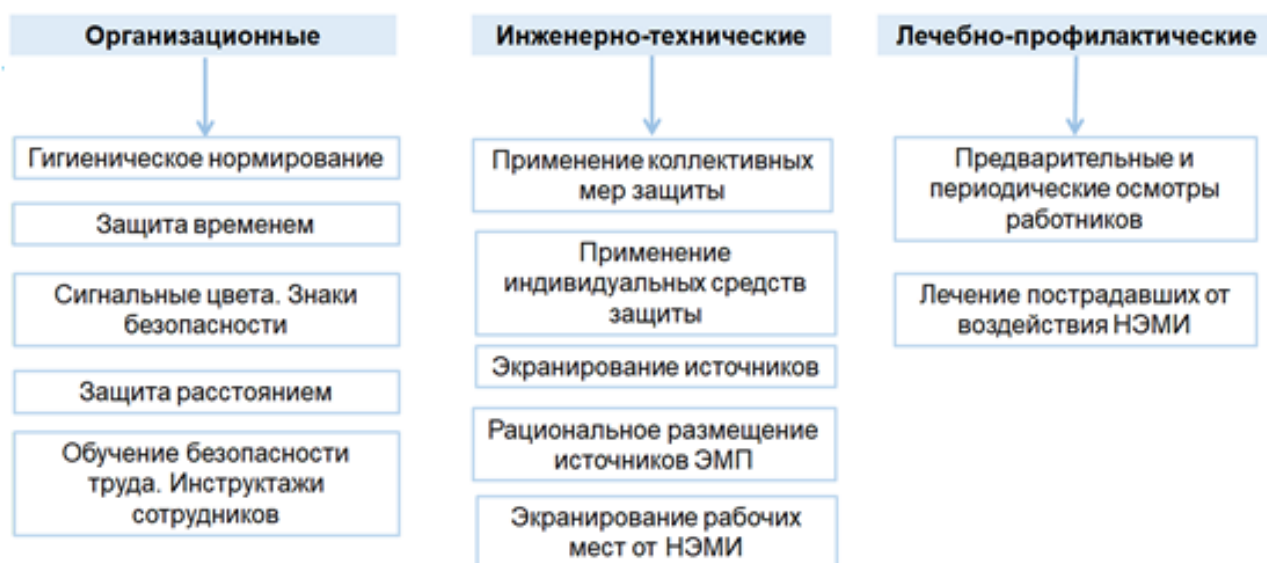 Организационные
Гигиеническое нормирование
Защита временем
Сигнальные цвета. Знаки
безопасности
Защита расстоянием
Обучение безопасности
труда. Инструктажи
сотрудников
Инженерно-технические
Применение коллективных
мер защиты
Применение
индивидуальных средств
защиты
Экранирование источников
Рациональное размещение
источников ЭМП
Экранирование рабочих
мест от НЭМИ
Лечебно-профилактические
Предварительные и
периодические осмотры
работников
Лечение пострадавших от
воздействия НЭМИ